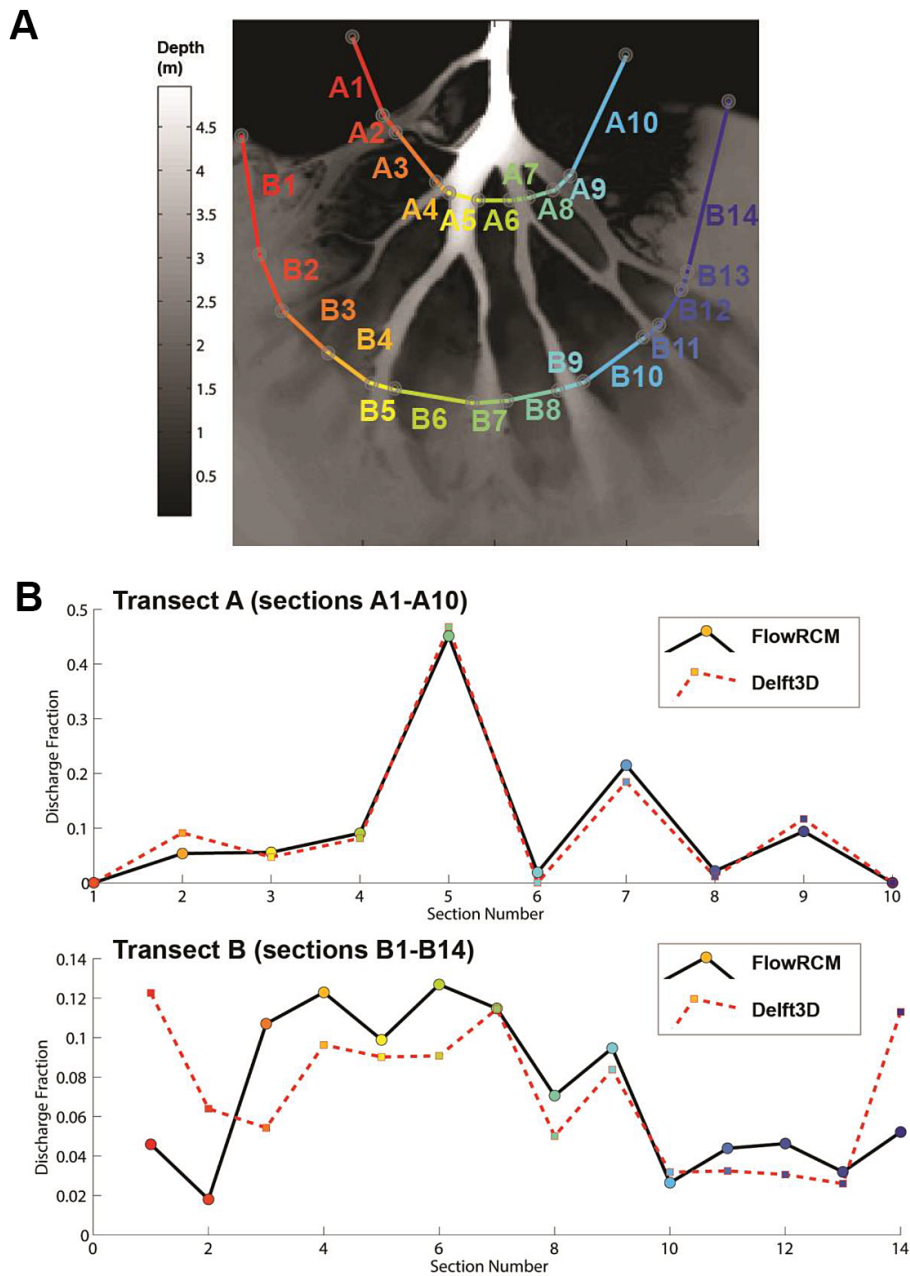 A
Depth
(m)
4.5
4
3.5
3
2.5
2
1.5
1
0.5
A1
A2
A3
A4
A5
A6
A7
A8
A9
A10
B1
B2
B3
B4
B5
B6
B7
B8
B9
B10
B11
B12
B13
B14
B
Transect A (sections A1-A10)
FlowRCM
Delft3D
Discharge Fraction
0.5
0.4
0.3
0.2
0.1
0
1 2 3 4 5 6 7 8 9 10
Section Number
Transect B (sections B1-B14)
FlowRCM
Delft3D
Discharge Fraction
0.14
0.12
0.1
0.08
0.06
0.04
0.02
0
0 2 4 6 8 10 12 14
Section Number